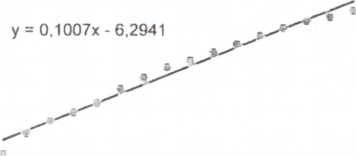 y = 0,1007x - 6,2941